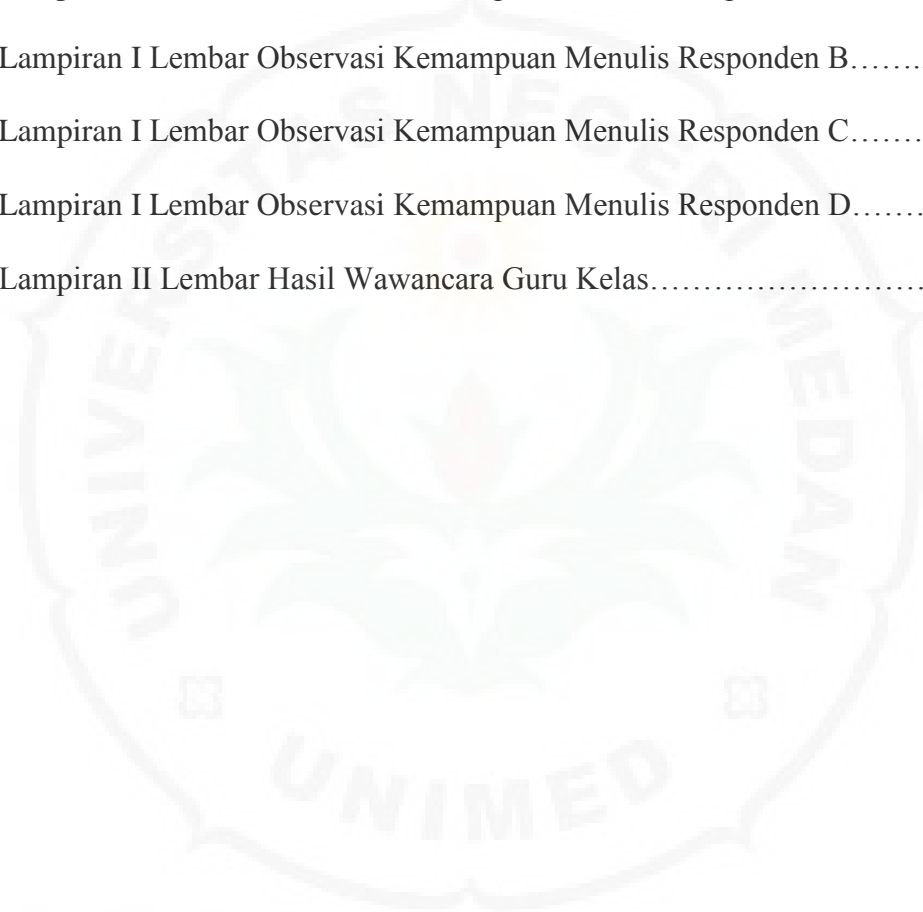 Lampiran I Lembar Observasi Kemampuan Menulis Responden B……..
Lampiran I Lembar Observasi Kemampuan Menulis Responden C…….
Lampiran I Lembar Observasi Kemampuan Menulis Responden D…….
Lampiran II Lembar Hasil Wawancara Guru Kelas………………………
UNIVERSITAS NEGERI MEDAN
UNIMED